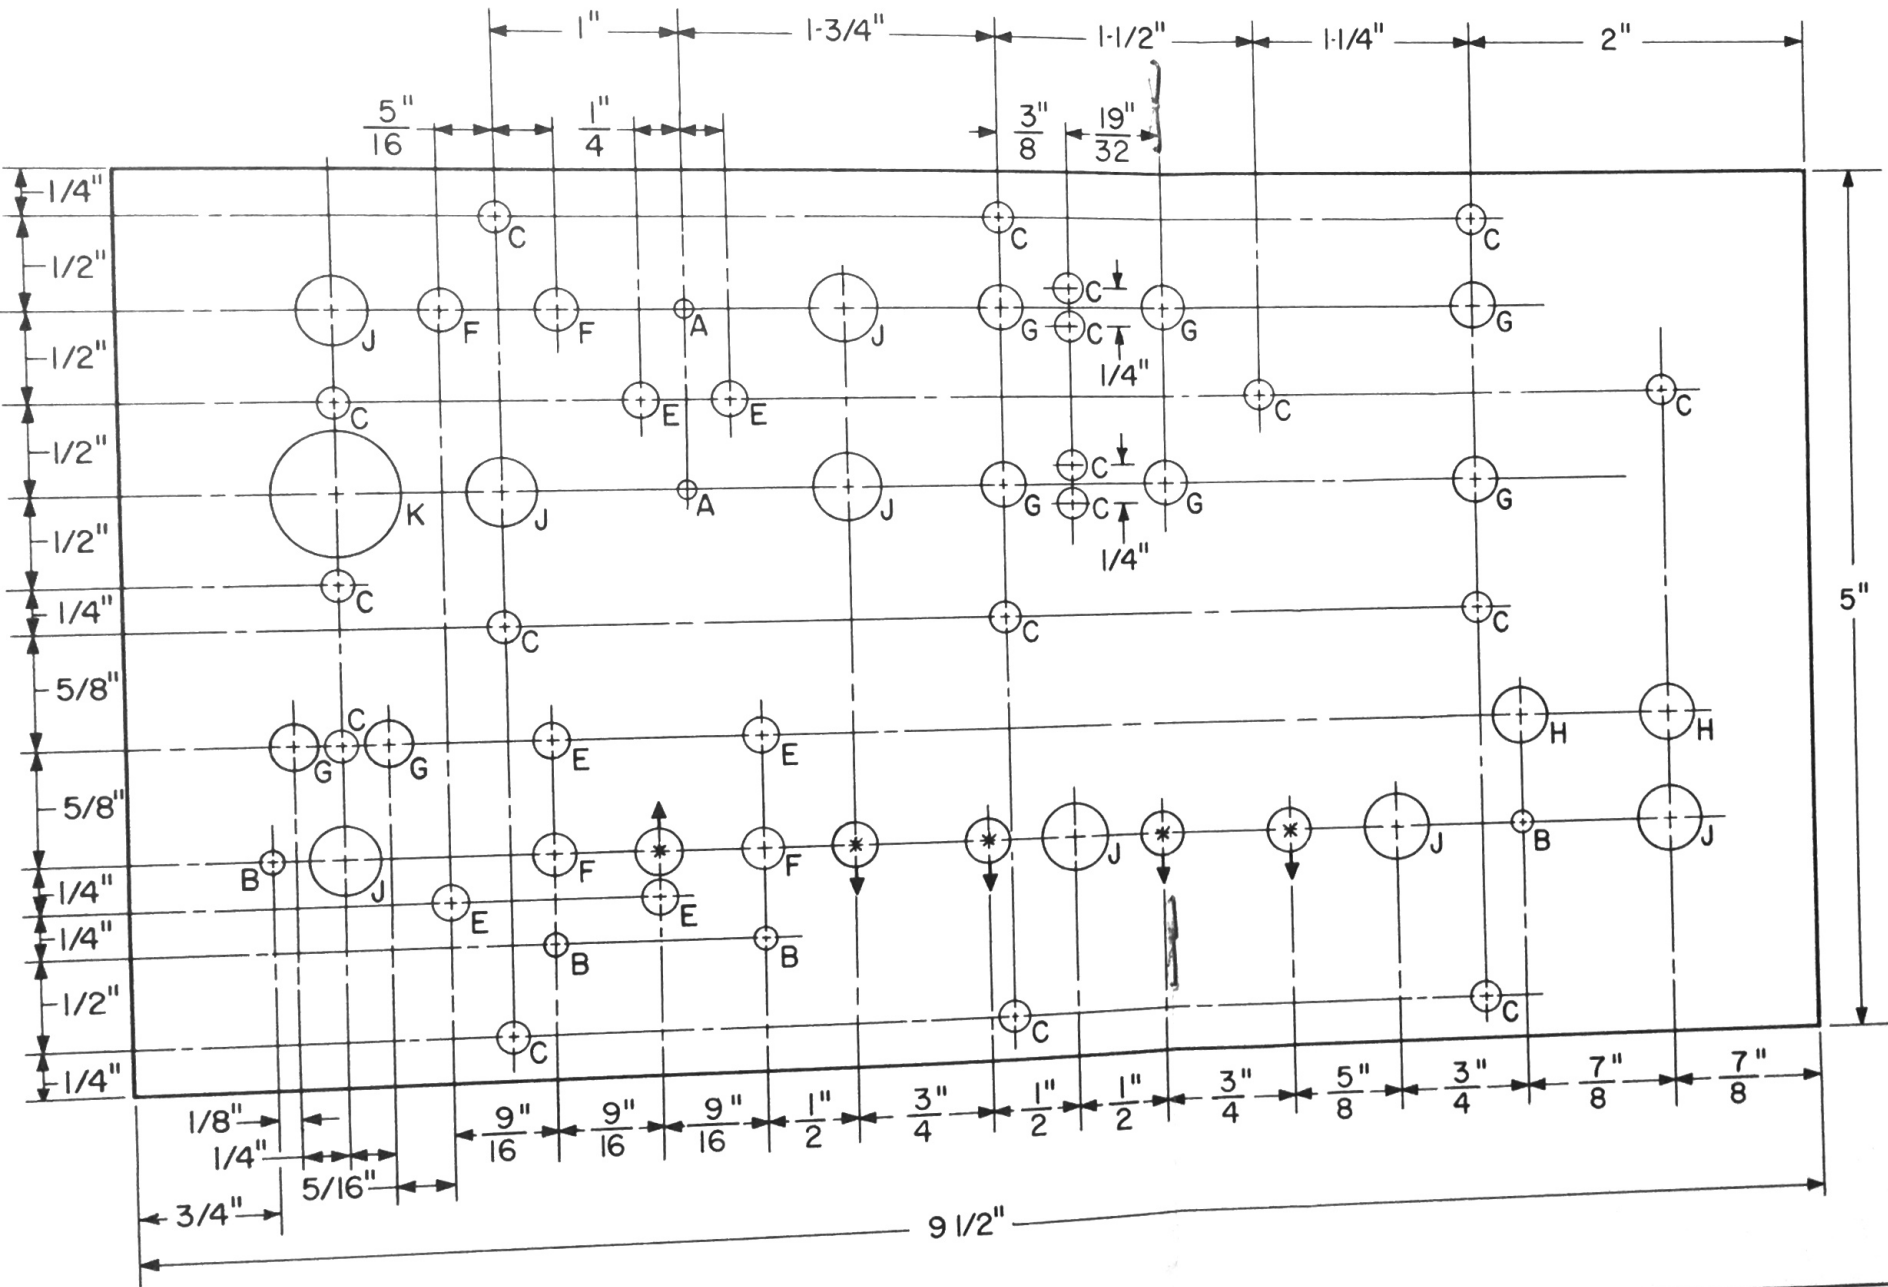 1" 1-3/4" 1-1/2" 1-1/4" 2"
5/16" 1/4" 3/8" 19/32"
1/4"
C C C
1/2"
C
J F F A J G C G G
1/2" 1/4"
C E E C C
1/2"
C
K J A J G C G G
1/2" 1/4"
C
1/4" 5"
C C C
5/8"
C
G G E E H H
5/8"
* * * * *
B J F F J J B J
1/4"
E E
1/4"
B B
1/2"
C C C
1/4"
1/8" 9/16" 9/16" 9/16" 1/2" 3/4" 1/2" 1/2" 3/4" 5/8" 3/4" 7/8" 7/8"
1/4"
5/16"
3/4"
9 1/2"